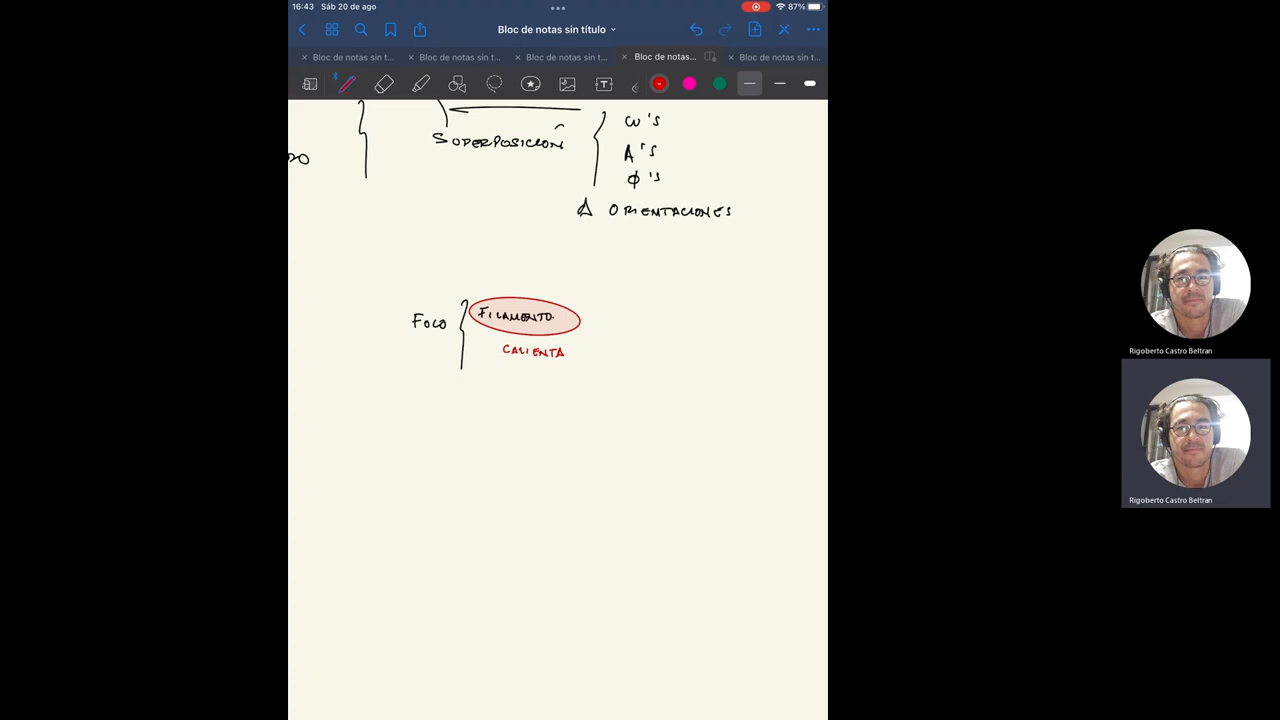 16:43 Sáb 20 de ago
87%
Bloc de notas sin título
Bloc de notas sin t...
Bloc de notas sin t...
Bloc de notas sin t...
Bloc de notas...
Bloc de notas sin t...
SUPERPOSICIÓN
ω's
A's
ϕ's
Δ ORIENTACIONES
FOCO
FILAMENTO.
CALIENTA
Rigoberto Castro Beltran
Rigoberto Castro Beltran